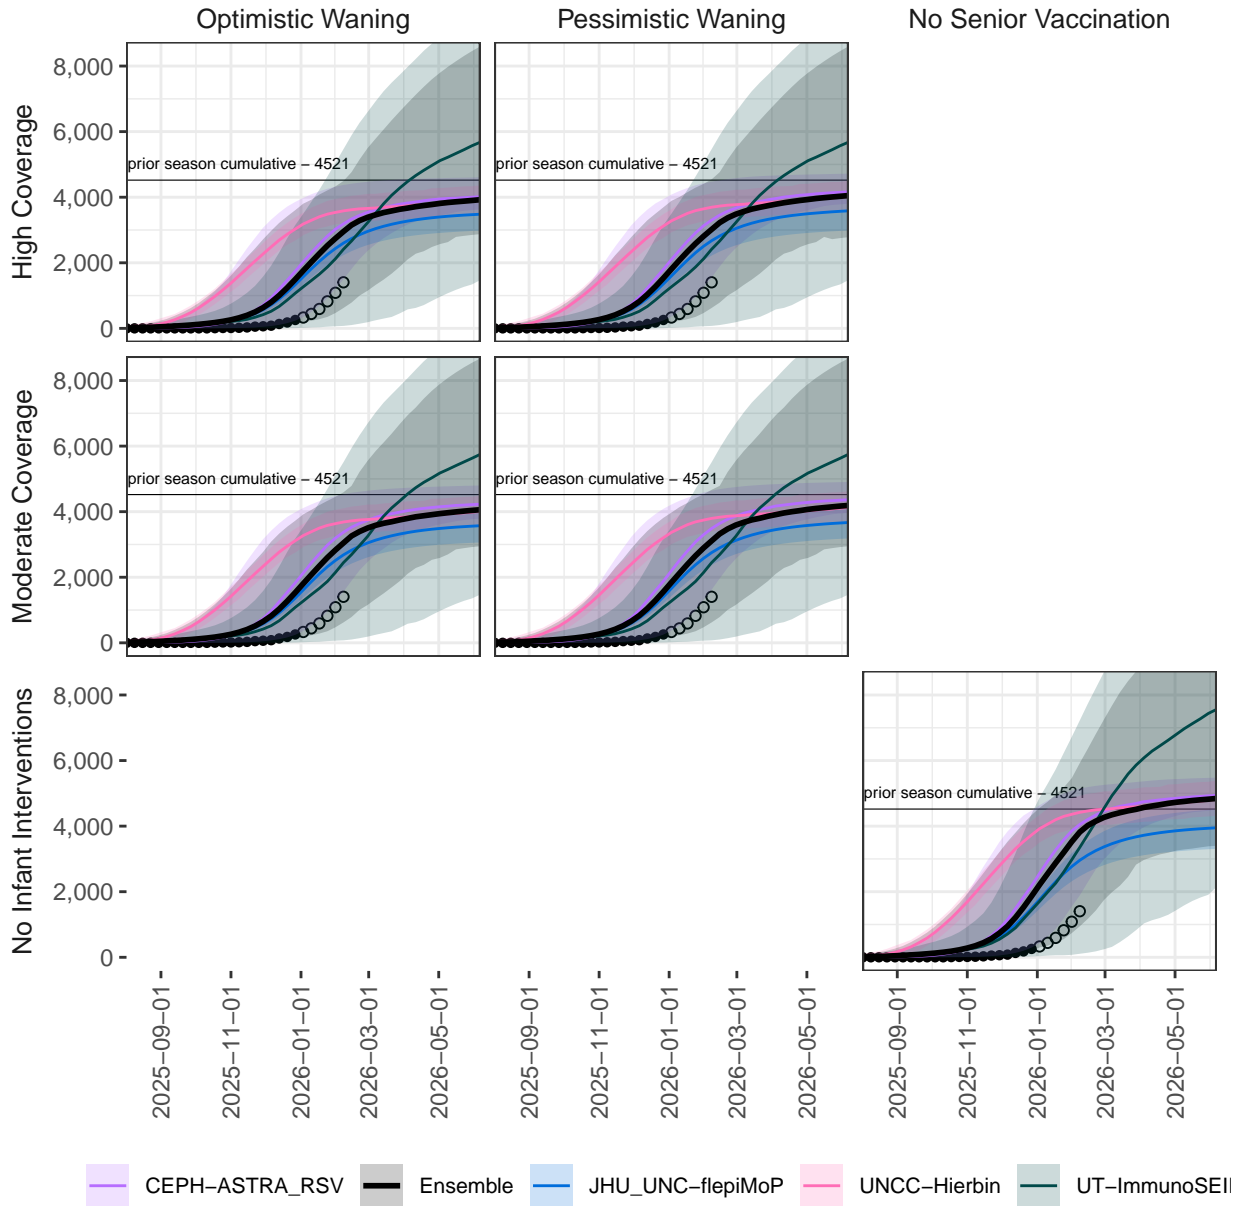 Optimistic Waning
Pessimistic Waning
No Senior Vaccination
High Coverage
8,000
6,000
4,000
2,000
0
prior season cumulative − 4521
prior season cumulative − 4521
Moderate Coverage
8,000
6,000
4,000
2,000
0
prior season cumulative − 4521
prior season cumulative − 4521
No Infant Interventions
8,000
6,000
4,000
2,000
0
prior season cumulative − 4521
2025−09−01
2025−11−01
2026−01−01
2026−03−01
2026−05−01
2025−09−01
2025−11−01
2026−01−01
2026−03−01
2026−05−01
2025−09−01
2025−11−01
2026−01−01
2026−03−01
2026−05−01
CEPH−ASTRA_RSV
Ensemble
JHU_UNC−flepiMoP
UNCC−Hierbin
UT−ImmunoSEI